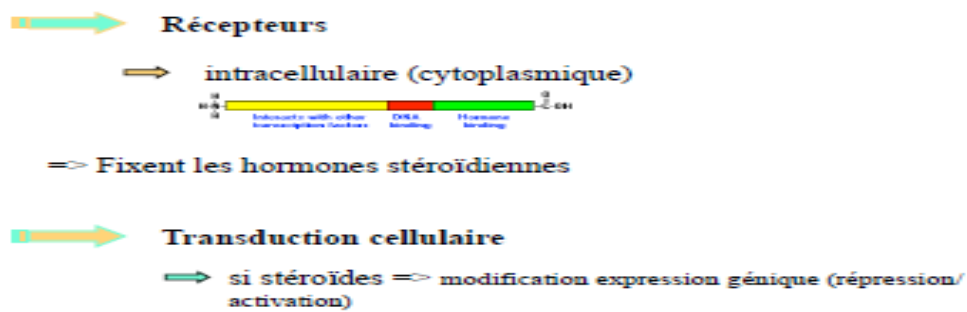 Récepteurs
intracellulaire (cytoplasmique)
Interacts with other DNA Hormone
transcription factors binding binding
=> Fixent les hormones stéroïdiennes
Transduction cellulaire
si stéroïdes => modification expression génique (répression/
activation)